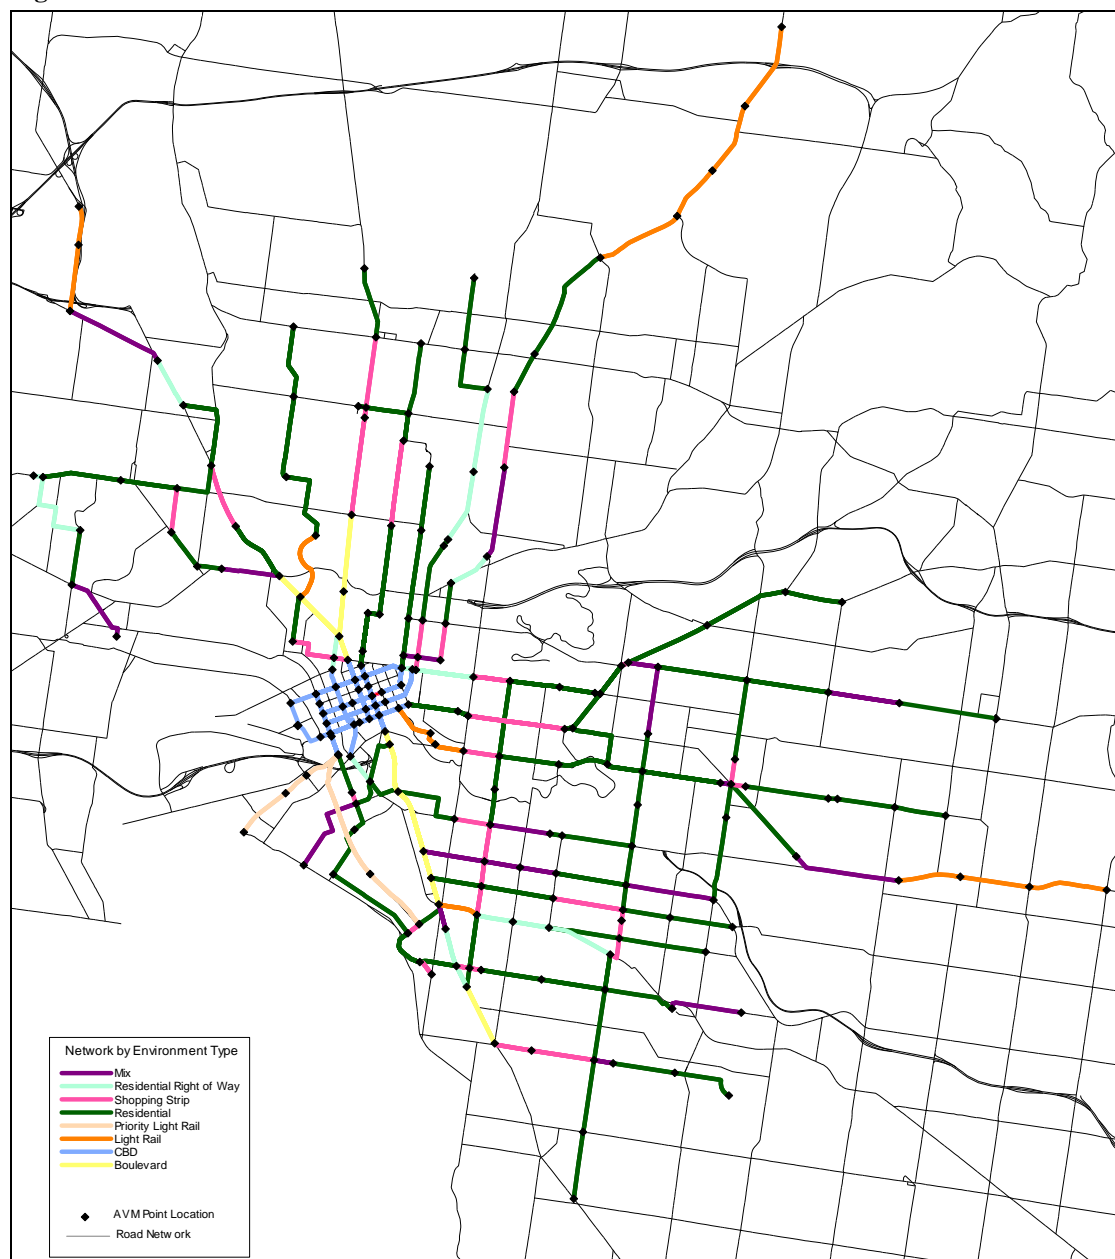 Network by Environment Type
Mix
Residential Right of Way
Shopping Strip
Residential
Priority Light Rail
Light Rail
CBD
Boulevard
AVM Point Location
Road Network